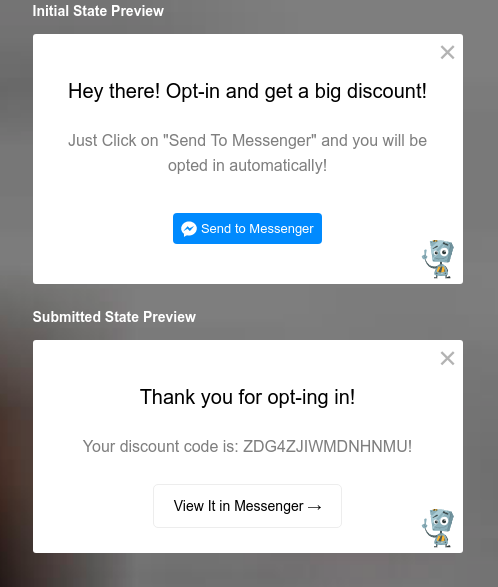 Initial State Preview
Hey there! Opt-in and get a big discount!
Just Click on "Send To Messenger" and you will be
opted in automatically!
Send to Messenger
Submitted State Preview
Thank you for opt-ing in!
Your discount code is: ZDG4ZJIWMDNHNMU!
View It in Messenger →